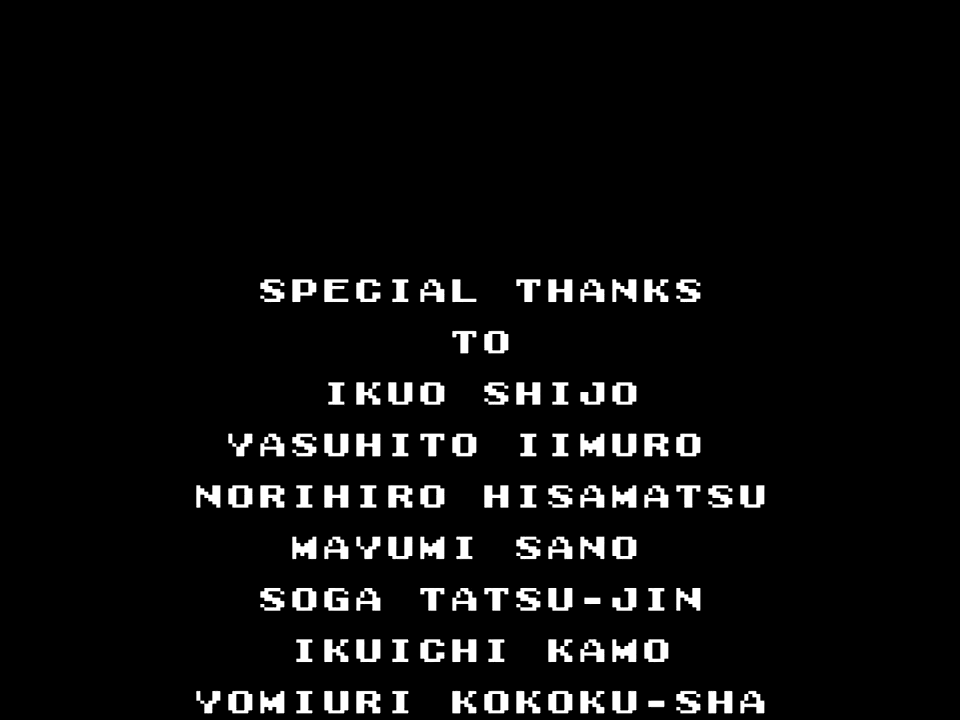 SPECIAL THANKS
TO
IKUO SHIJO
YASUHITO IIMURO
NORIHIRO HISAMATSU
MAYUMI SANO
SOGA TATSU-JIN
IKUICHI KAMO
YOMIURI KOKOKU-SHA